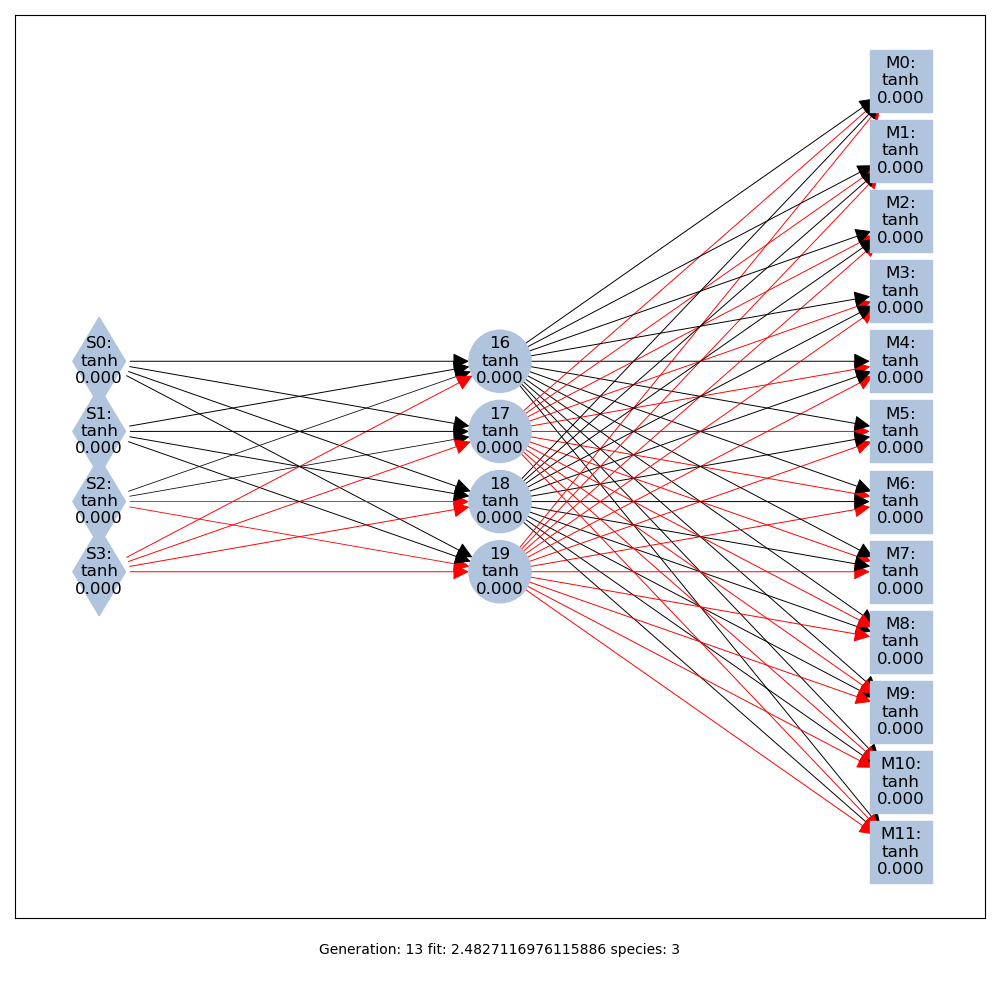 M0:
tanh
0.000
M1:
tanh
0.000
M2:
tanh
0.000
M3:
tanh
0.000
S0:
tanh
0.000
16
tanh
0.000
M4:
tanh
0.000
S1:
tanh
0.000
17
tanh
0.000
M5:
tanh
0.000
S2:
tanh
0.000
18
tanh
0.000
M6:
tanh
0.000
S3:
tanh
0.000
19
tanh
0.000
M7:
tanh
0.000
M8:
tanh
0.000
M9:
tanh
0.000
M10:
tanh
0.000
M11:
tanh
0.000
Generation: 13 fit: 2.4827116976115886 species: 3